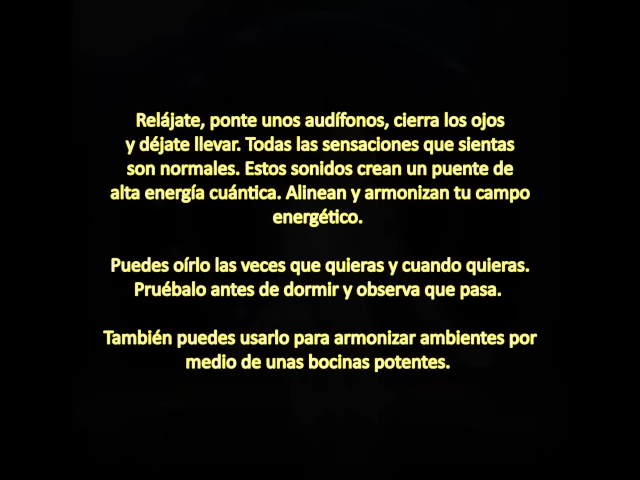 Relájate, ponte unos audífonos, cierra los ojos
y déjate llevar. Todas las sensaciones que sientas
son normales. Estos sonidos crean un puente de
alta energía cuántica. Alinean y armonizan tu campo
energético.
Puedes oírlo las veces que quieras y cuando quieras.
Pruébalo antes de dormir y observa que pasa.
También puedes usarlo para armonizar ambientes por
medio de unas bocinas potentes.